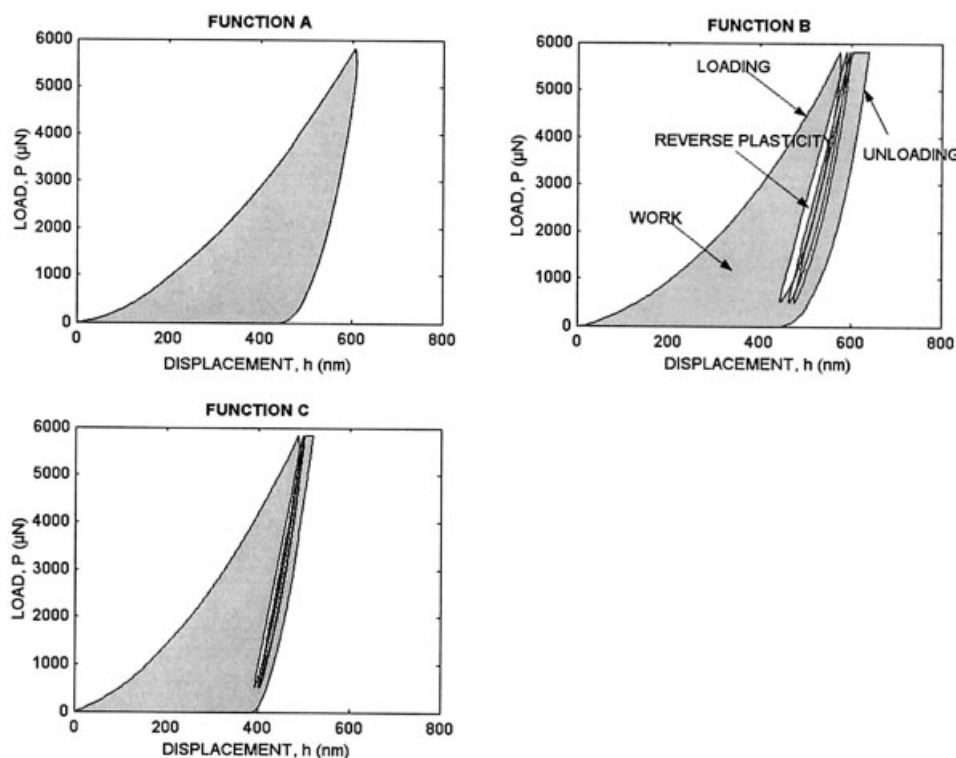 FUNCTION A
6000
5000
4000
3000
2000
1000
0
LOAD, P (µN)
0 200 400 600 800
DISPLACEMENT, h (nm)
FUNCTION B
6000
5000
4000
3000
2000
1000
0
LOAD, P (µN)
LOADING
REVERSE PLASTICITY
UNLOADING
WORK
0 200 400 600 800
DISPLACEMENT, h (nm)
FUNCTION C
6000
5000
4000
3000
2000
1000
0
LOAD, P (µN)
0 200 400 600 800
DISPLACEMENT, h (nm)